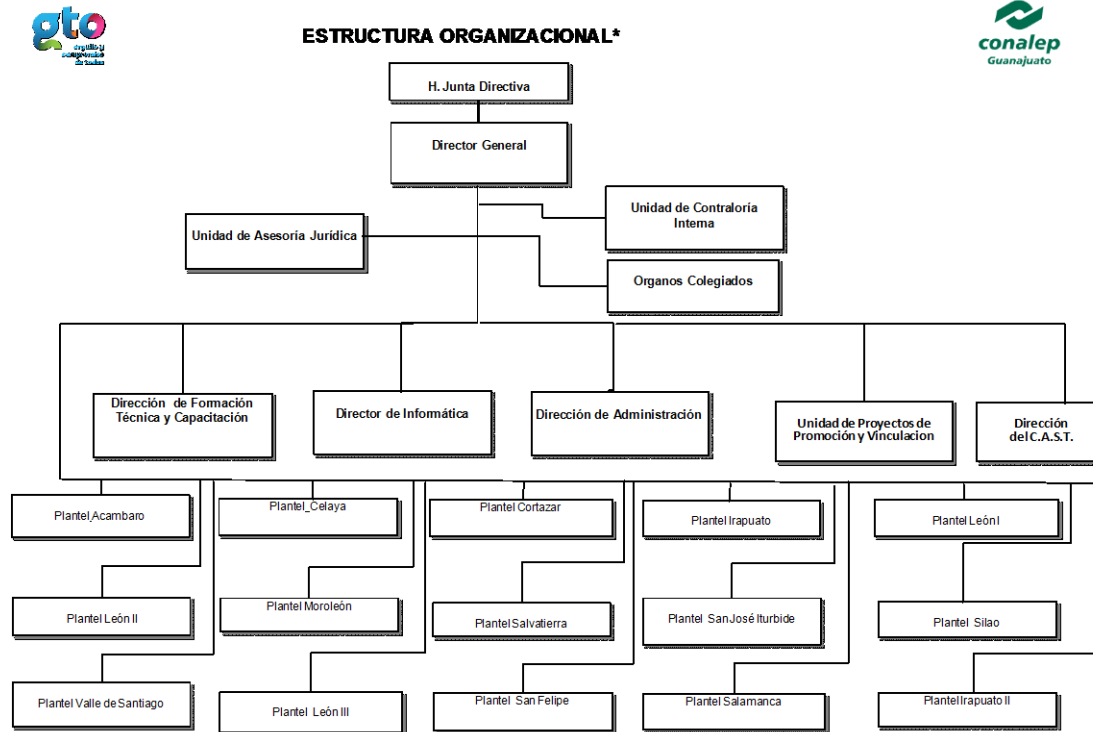 gto
orgullo y
compromiso
de todos
ESTRUCTURA ORGANIZACIONAL*
conalep
Guanajuato
H. Junta Directiva
Director General
Unidad de Contraloría
Interna
Unidad de Asesoría Jurídica
Organos Colegiados
Dirección de Formación
Técnica y Capacitación
Director de Informática
Dirección de Administración
Unidad de Proyectos de
Promoción y Vinculacion
Dirección
del C.A.S.T.
Plantel Acambaro
Plantel Celaya
Plantel Cortazar
Plantel Irapuato
Plantel León I
Plantel León II
Plantel Moroleón
Plantel Salvatierra
Plantel San José Iturbide
Plantel Silao
Plantel Valle de Santiago
Plantel León III
Plantel San Felipe
Plantel Salamanca
Plantel Irapuato II